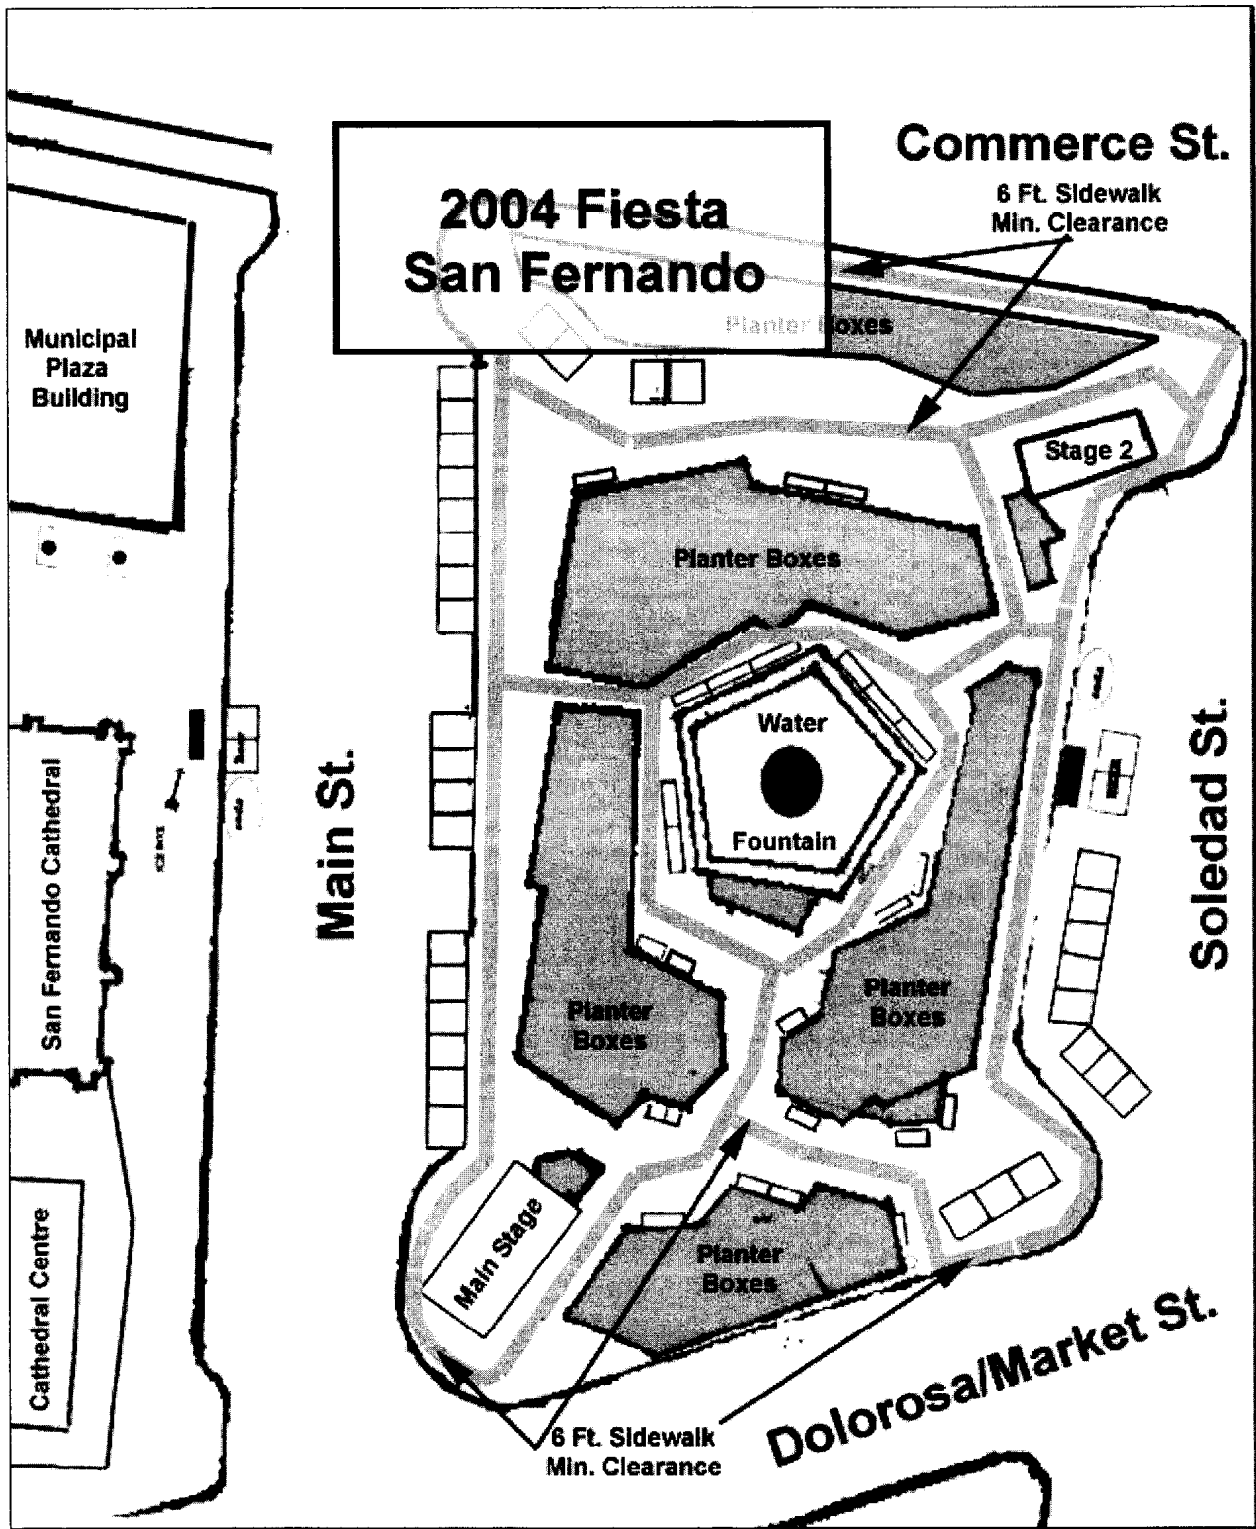 Commerce St.
6 Ft. Sidewalk
Min. Clearance
2004 Fiesta
San Fernando
Planter Boxes
Municipal
Plaza
Building
Stage 2
Planter Boxes
Water
Fountain
Main St.
Soledad St.
San Fernando Cathedral
ICE BOX
Planter
Boxes
Planter
Boxes
Main Stage
Planter
Boxes
Cathedral Centre
6 Ft. Sidewalk
Min. Clearance
Dolorosa/Market St.